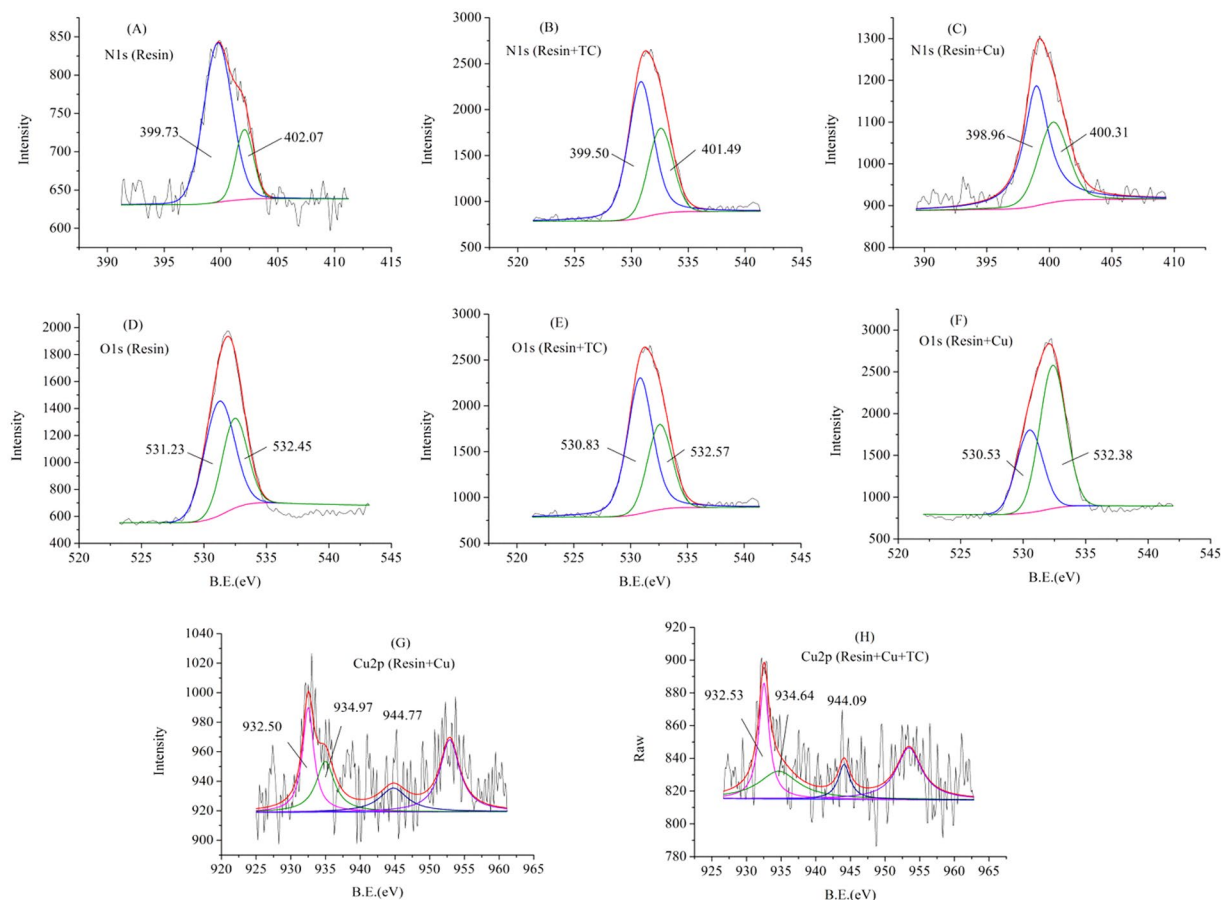 (A)
N1s (Resin)
399.73
402.07
Intensity
850
800
750
700
650
600
390 395 400 405 410 415
(B)
N1s (Resin+TC)
399.50
401.49
Intensity
3000
2500
2000
1500
1000
500
520 525 530 535 540 545
(C)
N1s (Resin+Cu)
398.96
400.31
Intensity
1300
1200
1100
1000
900
800
390 395 400 405 410
(D)
O1s (Resin)
531.23
532.45
Intensity
2000
1800
1600
1400
1200
1000
800
600
400
520 525 530 535 540 545
B.E.(eV)
(E)
O1s (Resin+TC)
530.83
532.57
Intensity
3000
2500
2000
1500
1000
500
520 525 530 535 540 545
B.E.(eV)
(F)
O1s (Resin+Cu)
530.53
532.38
Intensity
3000
2500
2000
1500
1000
500
520 525 530 535 540 545
B.E.(eV)
(G)
Cu2p (Resin+Cu)
932.50
934.97
944.77
Intensity
1040
1020
1000
980
960
940
920
900
920 925 930 935 940 945 950 955 960 965
B.E.(eV)
(H)
Cu2p (Resin+Cu+TC)
932.53
934.64
944.09
Raw
920
900
880
860
840
820
800
780
925 930 935 940 945 950 955 960 965
B.E.(eV)